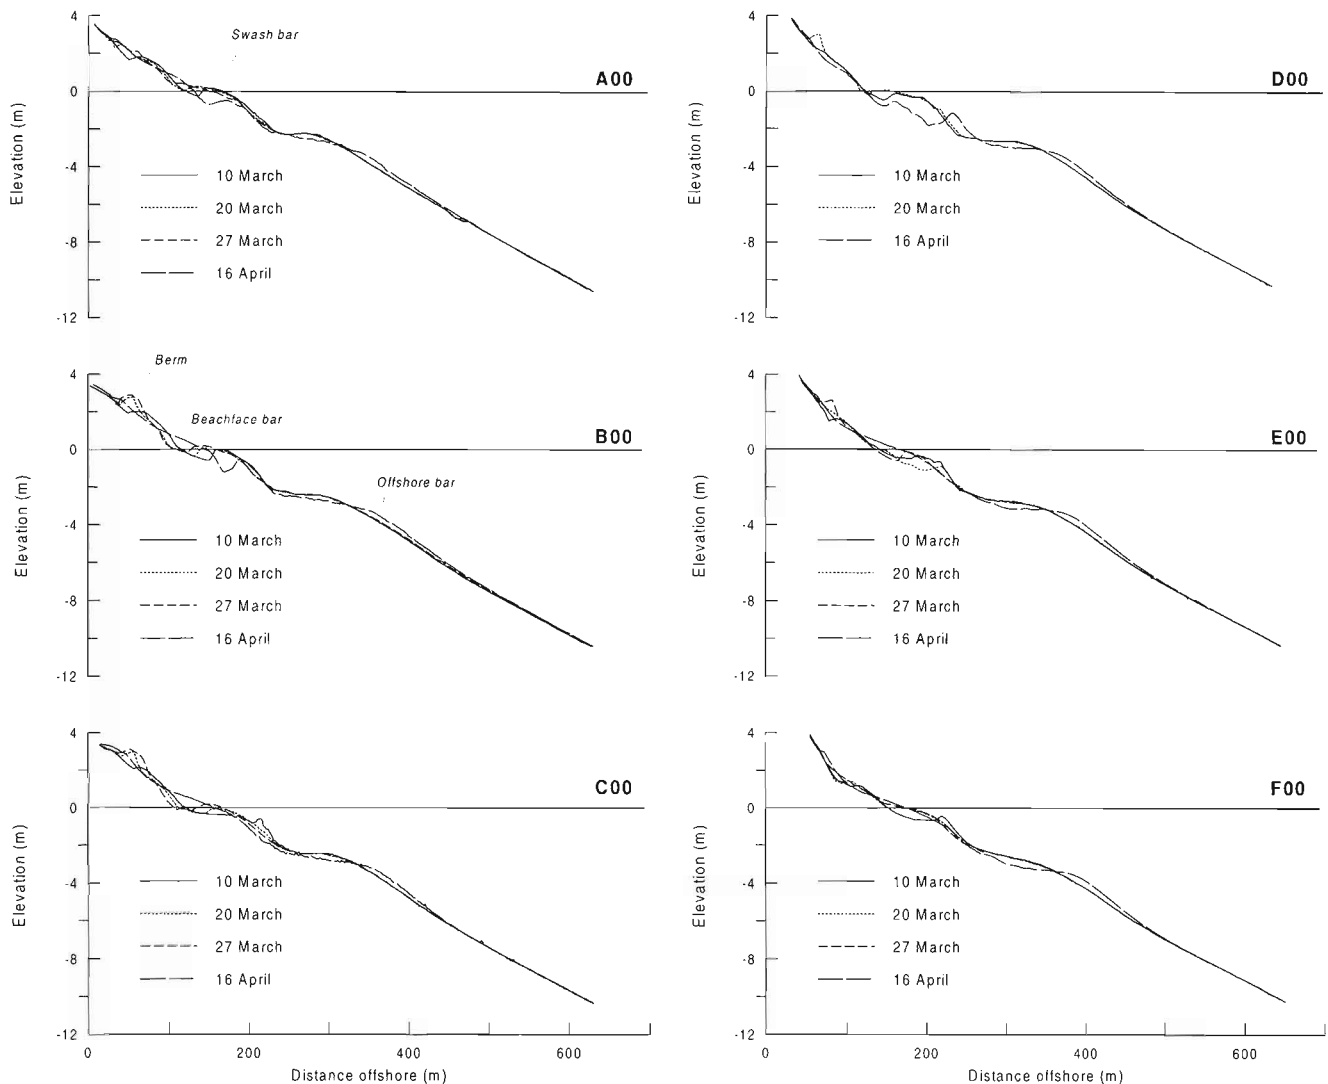 4
0
-4
-8
-12
Elevation (m)
Swash bar
A00
10 March
20 March
27 March
16 April
4
0
-4
-8
-12
Elevation (m)
D00
10 March
20 March
16 April
4
0
-4
-8
-12
Elevation (m)
Berm
Beachface bar
Offshore bar
B00
10 March
20 March
27 March
16 April
4
0
-4
-8
-12
Elevation (m)
E00
10 March
20 March
27 March
16 April
4
0
-4
-8
-12
Elevation (m)
C00
10 March
20 March
27 March
16 April
0 200 400 600
Distance offshore (m)
4
0
-4
-8
-12
Elevation (m)
F00
10 March
20 March
27 March
16 April
0 200 400 600
Distance offshore (m)